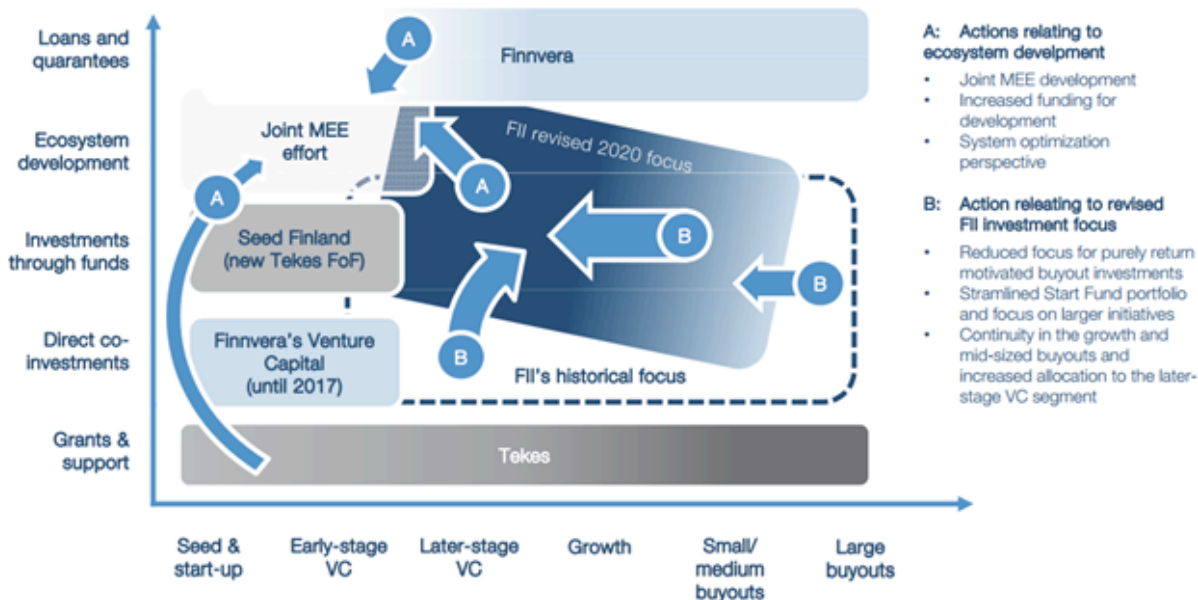 Loans and
quarantees
Ecosystem
development
Investments
through funds
Direct co-
investments
Grants &
support
A
Finnvera
Joint MEE
effort
FII revised 2020 focus
A
A
Seed Finland
(new Tekes FoF)
B
B
B
Finnvera's Venture
Capital
(until 2017)
FII's historical focus
Tekes
Seed &
start-up
Early-stage
VC
Later-stage
VC
Growth
Small/
medium
buyouts
Large
buyouts
A: Actions relating to
ecosystem develpment
• Joint MEE development
• Increased funding for
development
• System optimization
perspective
B: Action releating to revised
FII investment focus
• Reduced focus for purely return
motivated buyout investments
• Stramlined Start Fund portfolio
and focus on larger initiatives
• Continuity in the growth and
mid-sized buyouts and
increased allocation to the later-
stage VC segment